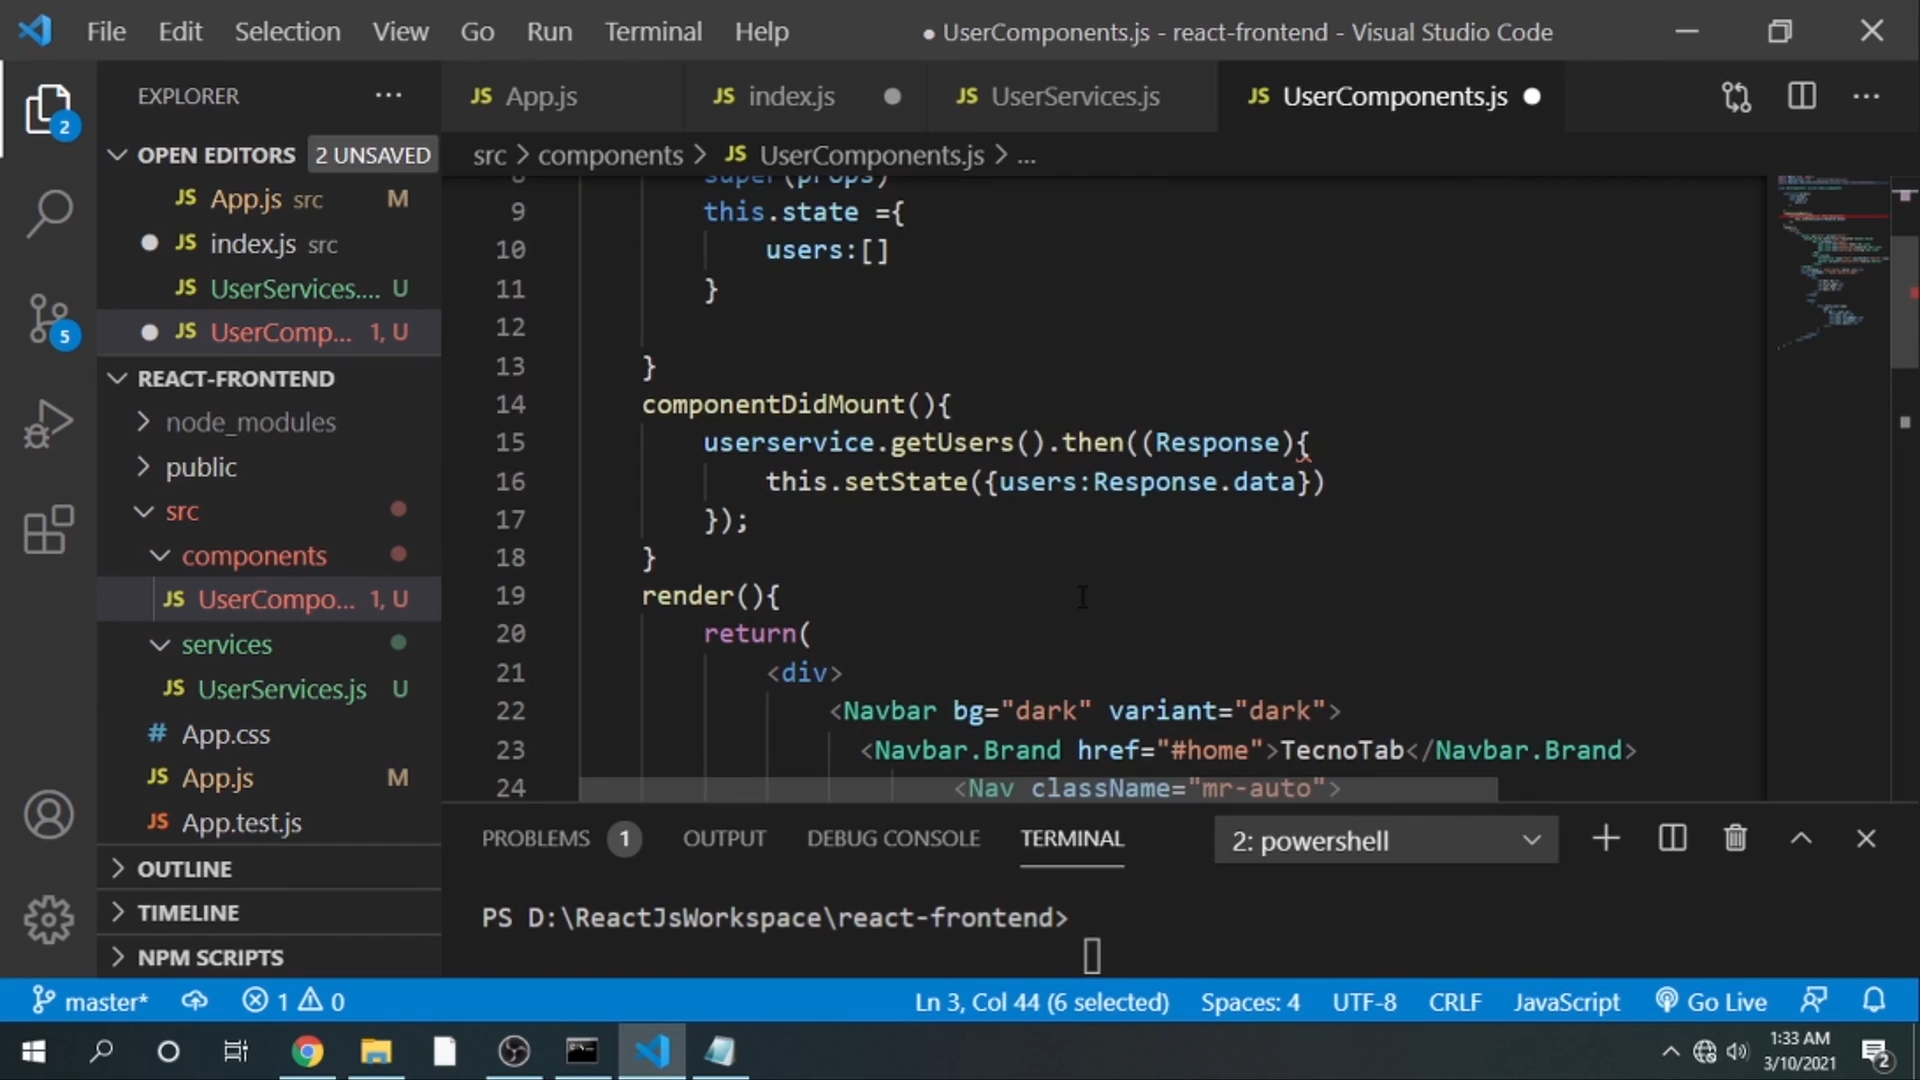 File Edit Selection View Go Run Terminal Help ● UserComponents.js - react-frontend - Visual Studio Code
EXPLORER ...
JS App.js JS index.js JS UserServices.js JS UserComponents.js
OPEN EDITORS 2 UNSAVED
src > components > JS UserComponents.js > ...
JS App.js src M
JS index.js src
JS UserServices.... U
JS UserComp... 1, U
REACT-FRONTEND
node_modules
public
src
components
JS UserCompo... 1, U
services
JS UserServices.js U
# App.css
JS App.js M
JS App.test.js
OUTLINE
TIMELINE
NPM SCRIPTS
2
5
8 super(props)
9 this.state ={
10 users:[]
11 }
12
13 }
14 componentDidMount(){
15 userservice.getUsers().then((Response){
16 this.setState({users:Response.data})
17 });
18 }
19 render(){
20 return(
21 <div>
22 <Navbar bg="dark" variant="dark">
23 <Navbar.Brand href="#home">TecnoTab</Navbar.Brand>
24 <Nav className="mr-auto">
PROBLEMS 1 OUTPUT DEBUG CONSOLE TERMINAL 2: powershell
PS D:\ReactJsWorkspace\react-frontend>
master* 1 0 Ln 3, Col 44 (6 selected) Spaces: 4 UTF-8 CRLF JavaScript Go Live
1:33 AM
3/10/2021
2